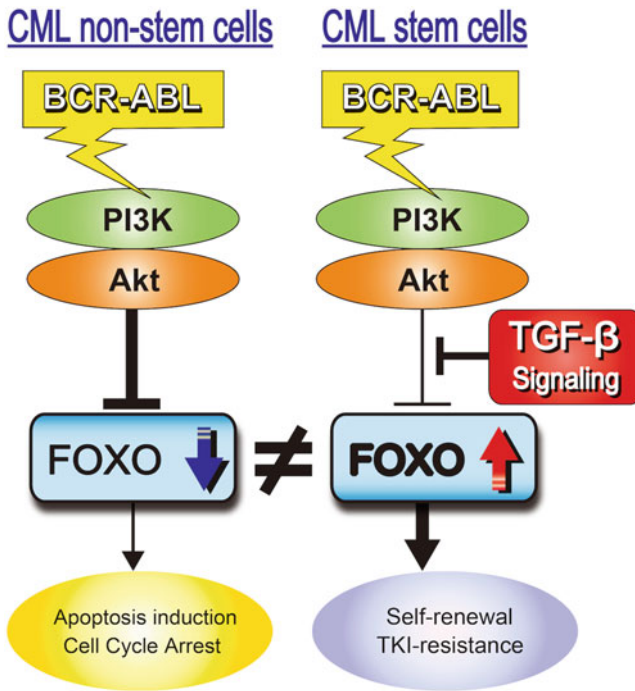 CML non-stem cells
CML stem cells
BCR-ABL
BCR-ABL
PI3K
PI3K
Akt
Akt
TGF-β
Signaling
FOXO
≠
FOXO
Apoptosis induction
Cell Cycle Arrest
Self-renewal
TKI-resistance